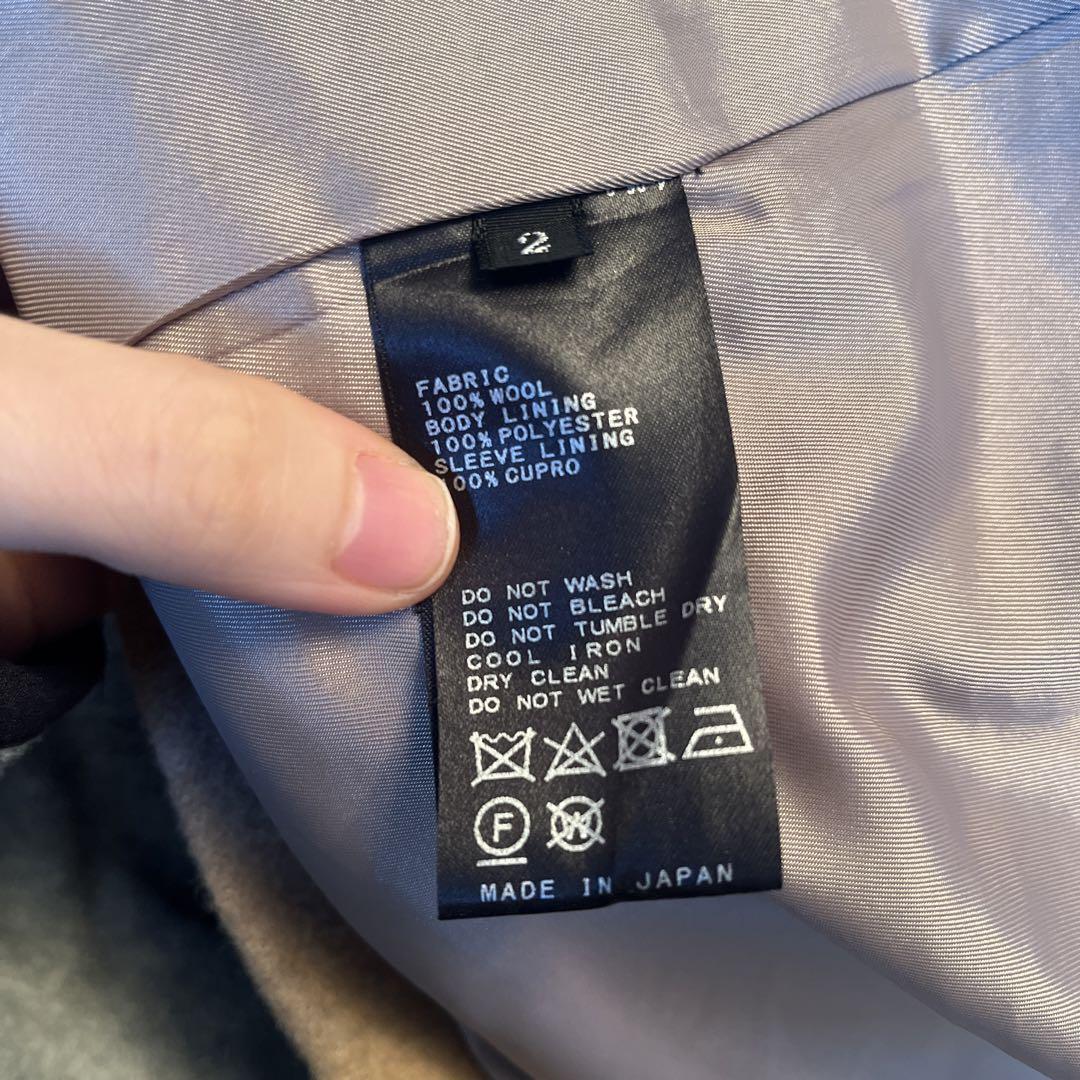 2
FABRIC
100% WOOL
BODY LINING
100% POLYESTER
SLEEVE LINING
100% CUPRO
DO NOT WASH
DO NOT BLEACH
DO NOT TUMBLE DRY
COOL IRON
DRY CLEAN
DO NOT WET CLEAN
F W
MADE IN JAPAN